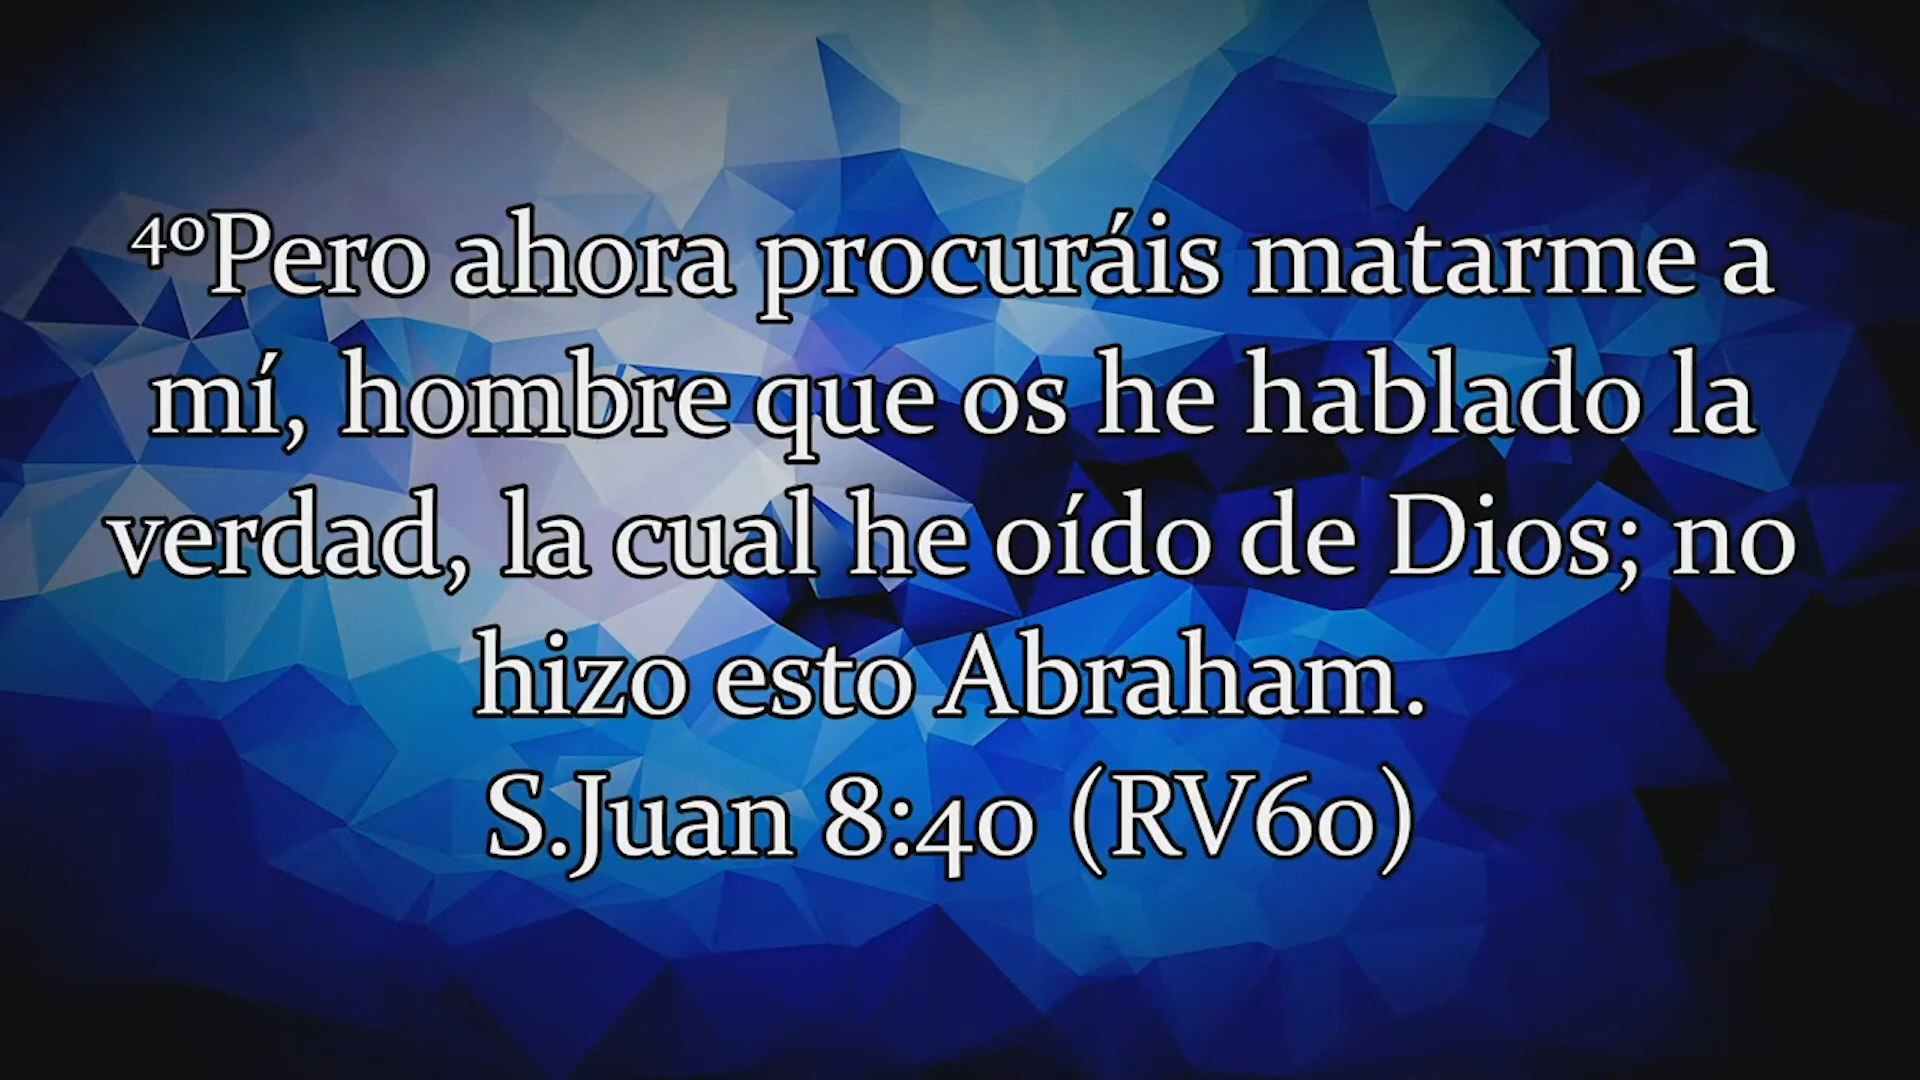 ⁴⁰Pero ahora procuráis matarme a
mí, hombre que os he hablado la
verdad, la cual he oído de Dios; no
hizo esto Abraham.
S.Juan 8:40 (RV60)